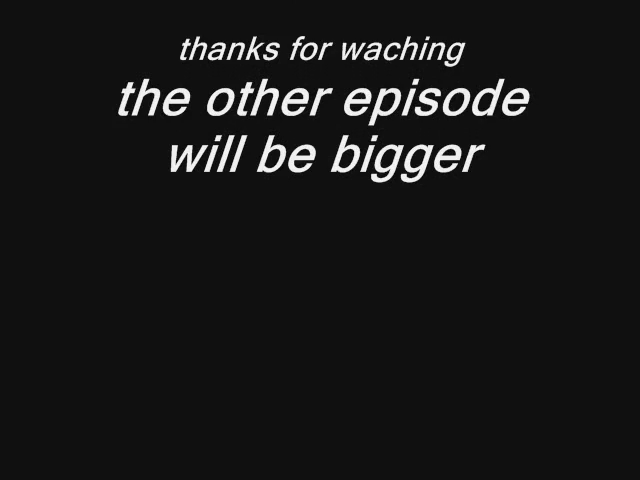 thanks for waching
the other episode
will be bigger